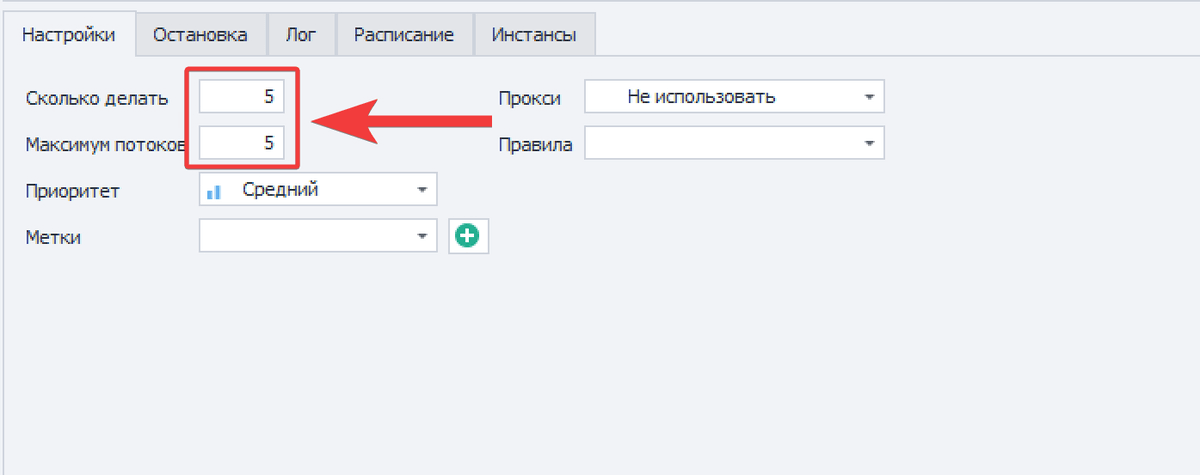 Настройки Остановка Лог Расписание Инстансы
Сколько делать 5 Прокси Не использовать
Максимум потоков 5 Правила
Приоритет Средний
Метки